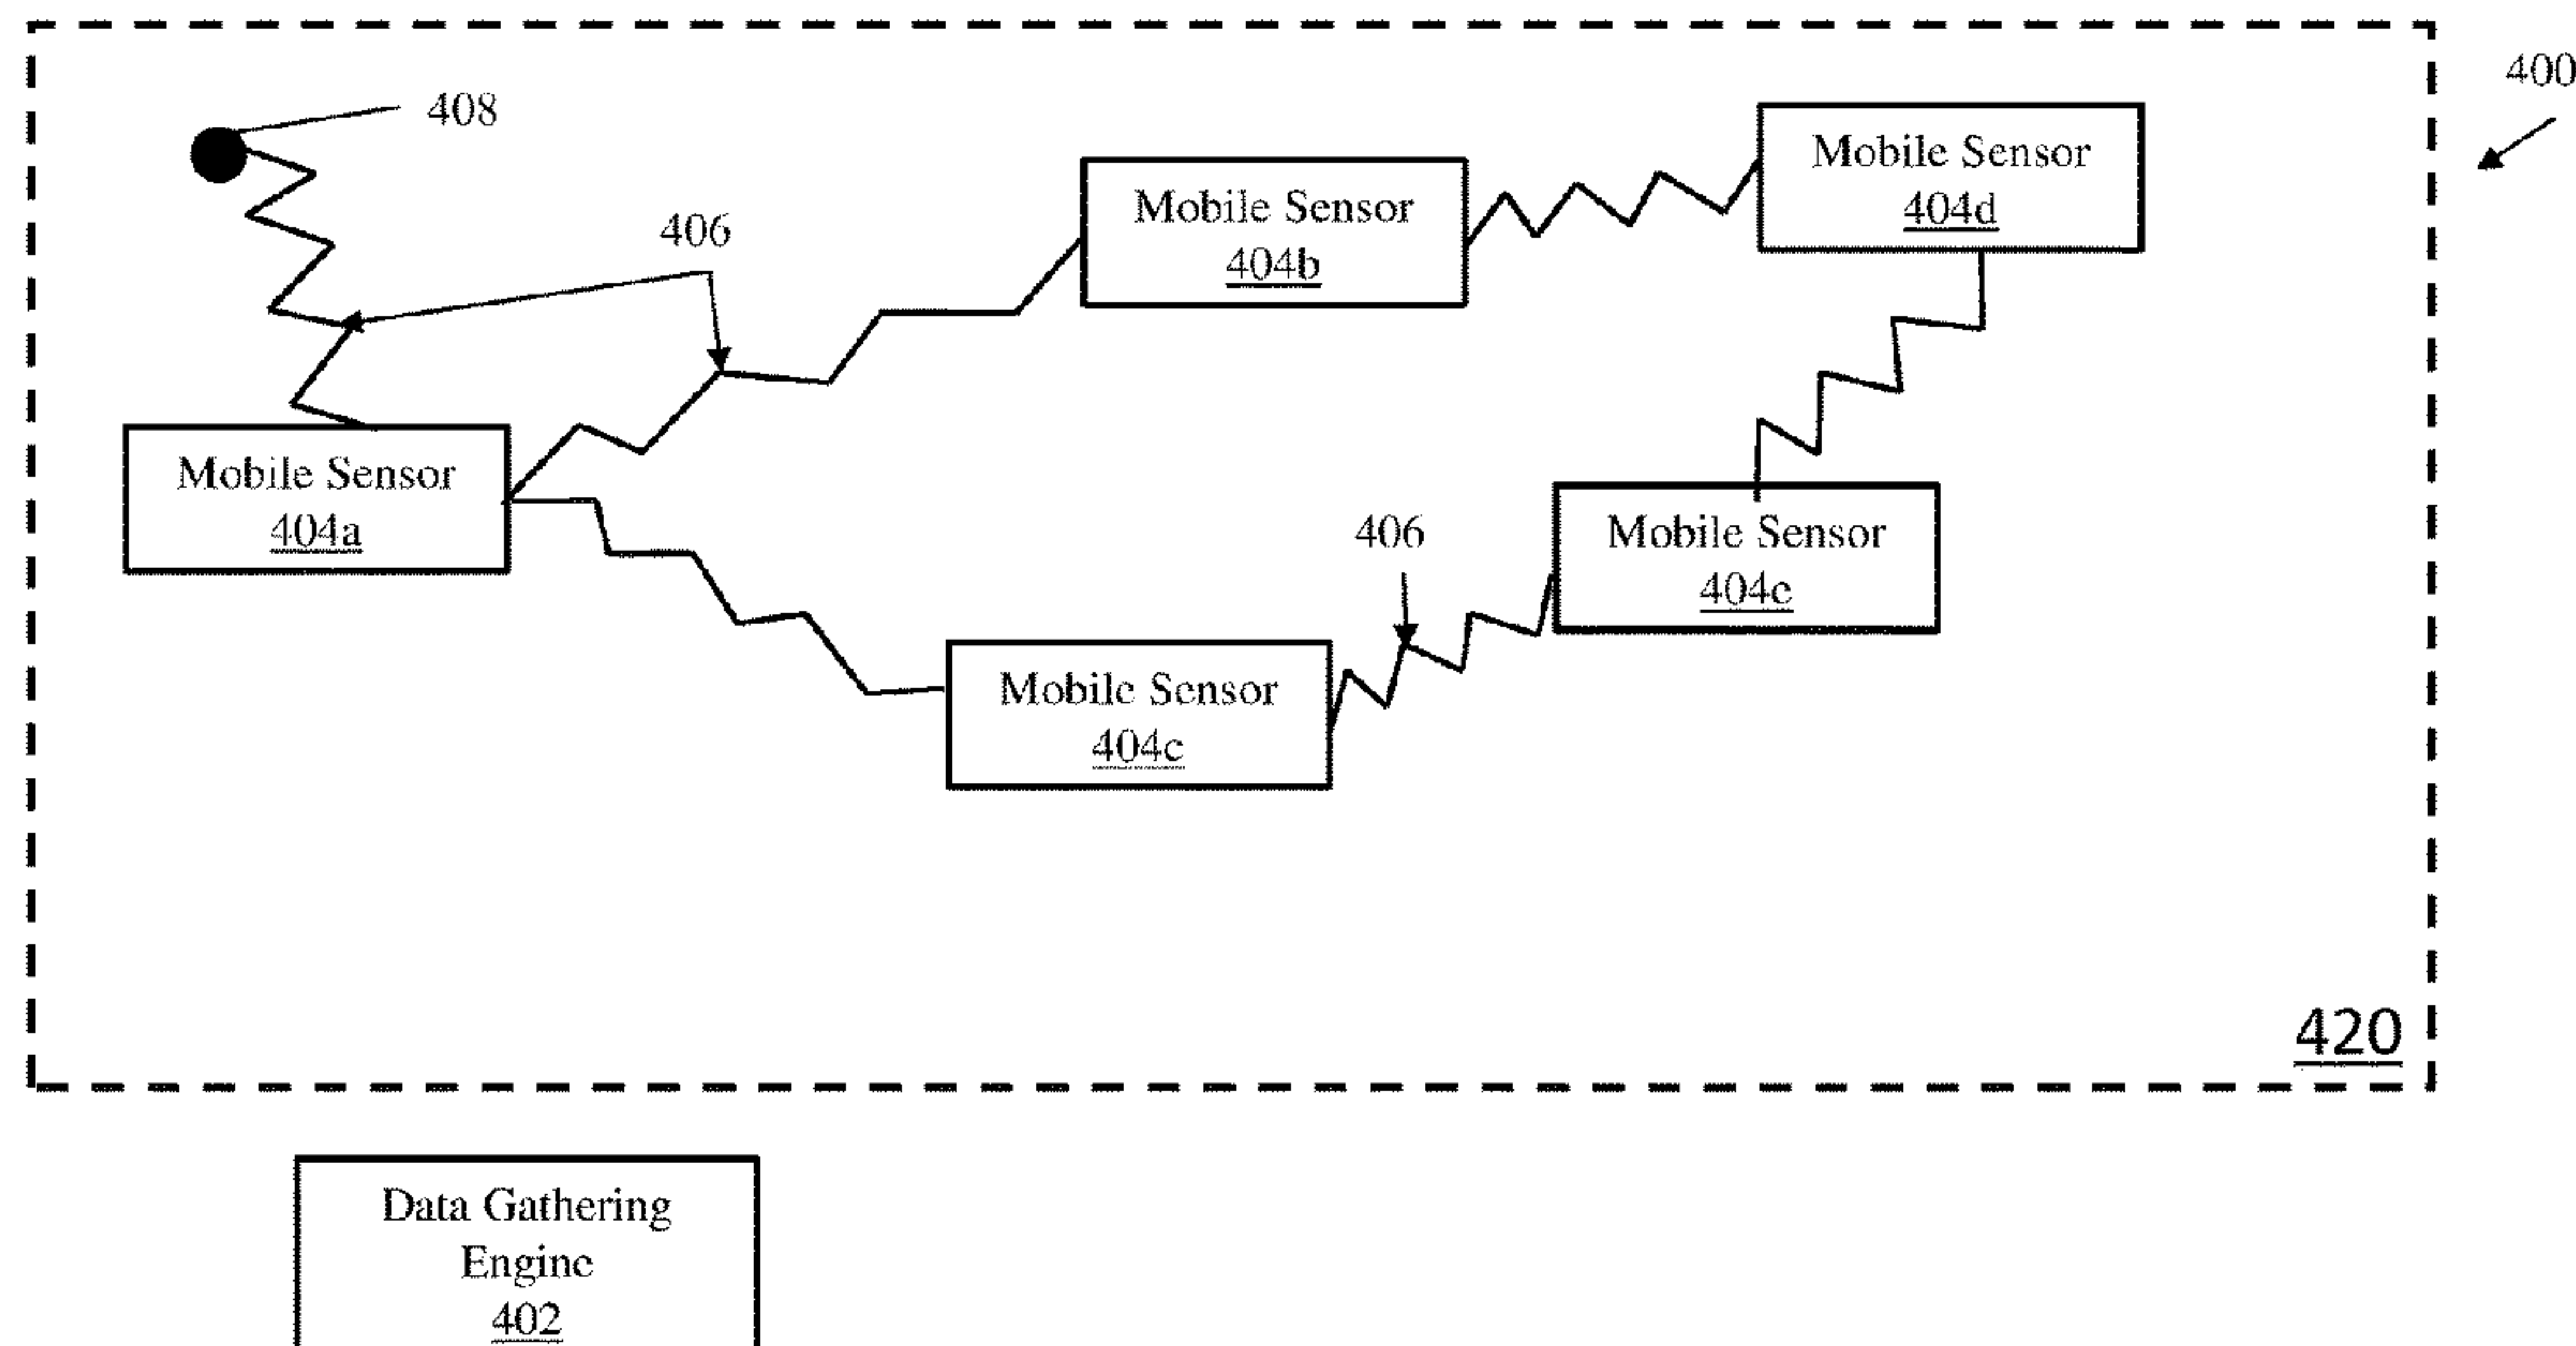 400
408
Mobile Sensor
404d
Mobile Sensor
404b
406
Mobile Sensor
404a
406
Mobile Sensor
404e
Mobile Sensor
404c
420
Data Gathering
Engine
402